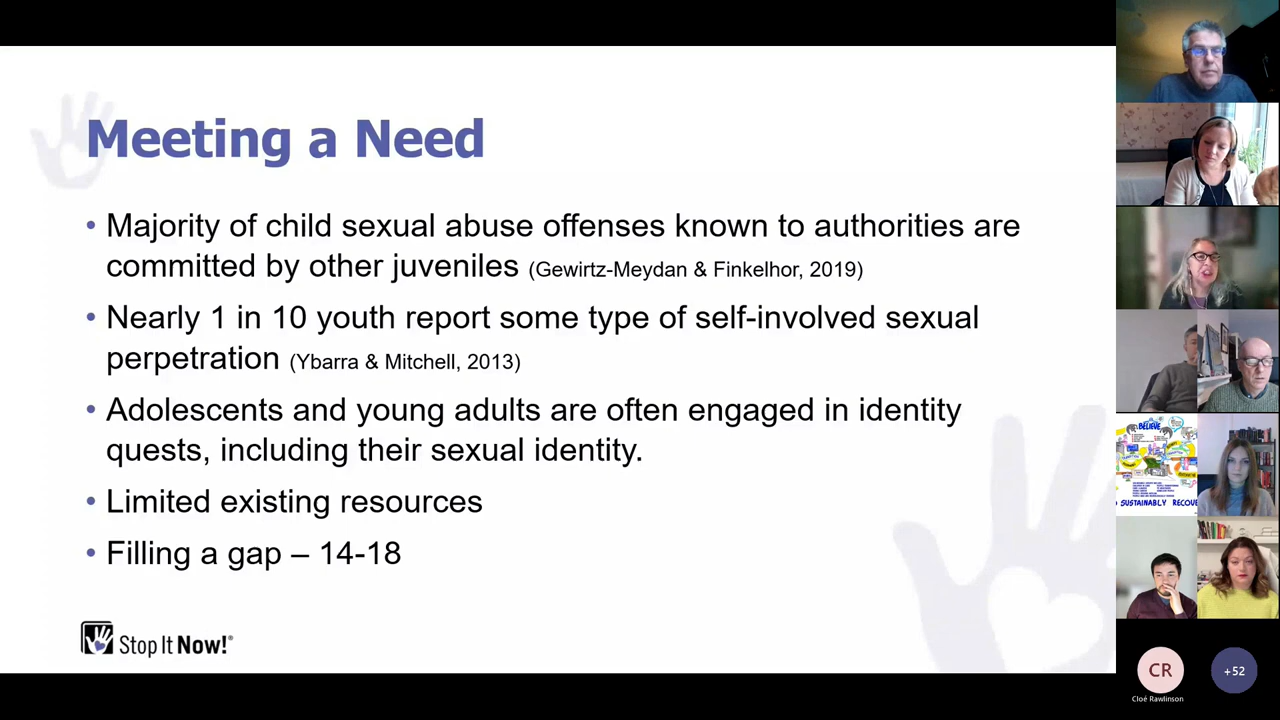 Meeting a Need
• Majority of child sexual abuse offenses known to authorities are
committed by other juveniles (Gewirtz-Meydan & Finkelhor, 2019)
• Nearly 1 in 10 youth report some type of self-involved sexual
perpetration (Ybarra & Mitchell, 2013)
• Adolescents and young adults are often engaged in identity
quests, including their sexual identity.
• Limited existing resources
• Filling a gap – 14-18
Stop It Now!®
BELIEVE
SUSTAINABLY RECOV
CR
Cloé Rawlinson
+52